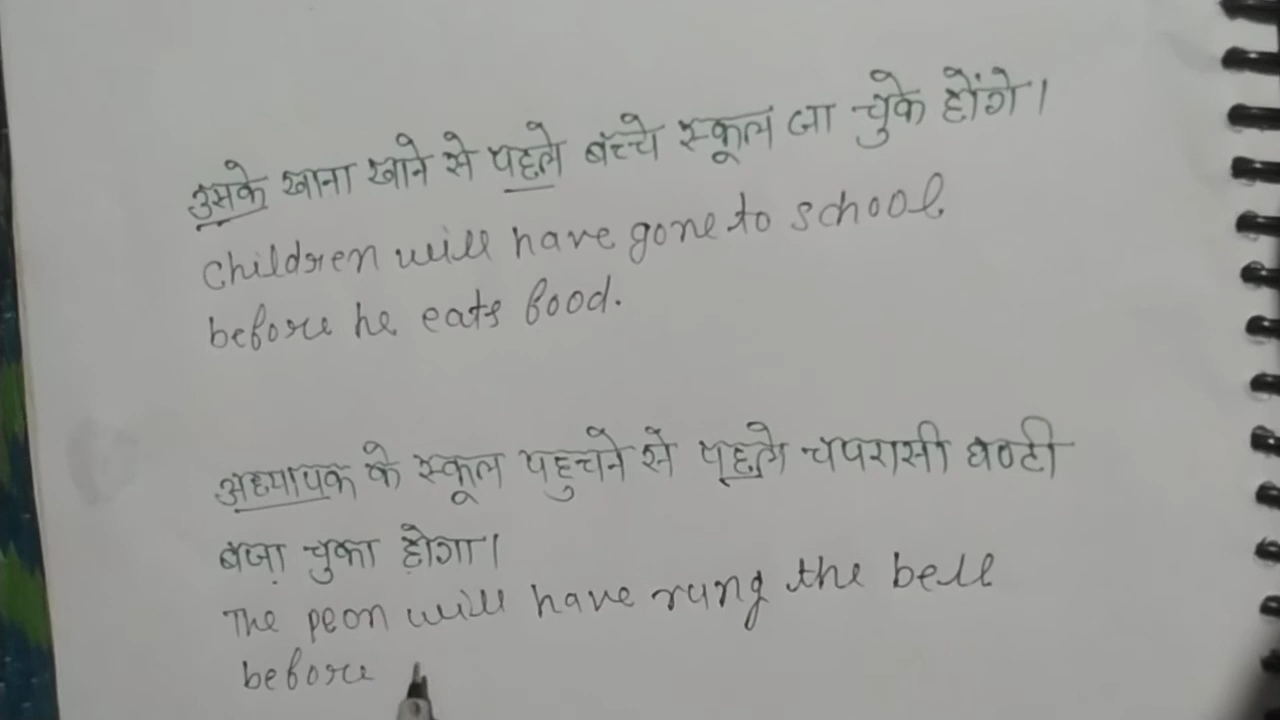 उसके खाना खाने से पहले बच्चे स्कूल जा चुके होंगे।
Children will have gone to school
before he eats food.
अध्यापक के स्कूल पहुचने से पहले चपरासी घण्टी
बजा चुका होगा।
The peon will have rung the bell
before